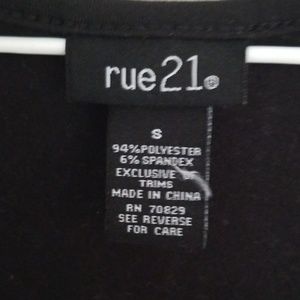 rue21®
S
94%POLYESTER
6% SPANDEX
EXCLUSIVE OF
TRIMS
MADE IN CHINA
RN 70829
SEE REVERSE
FOR CARE